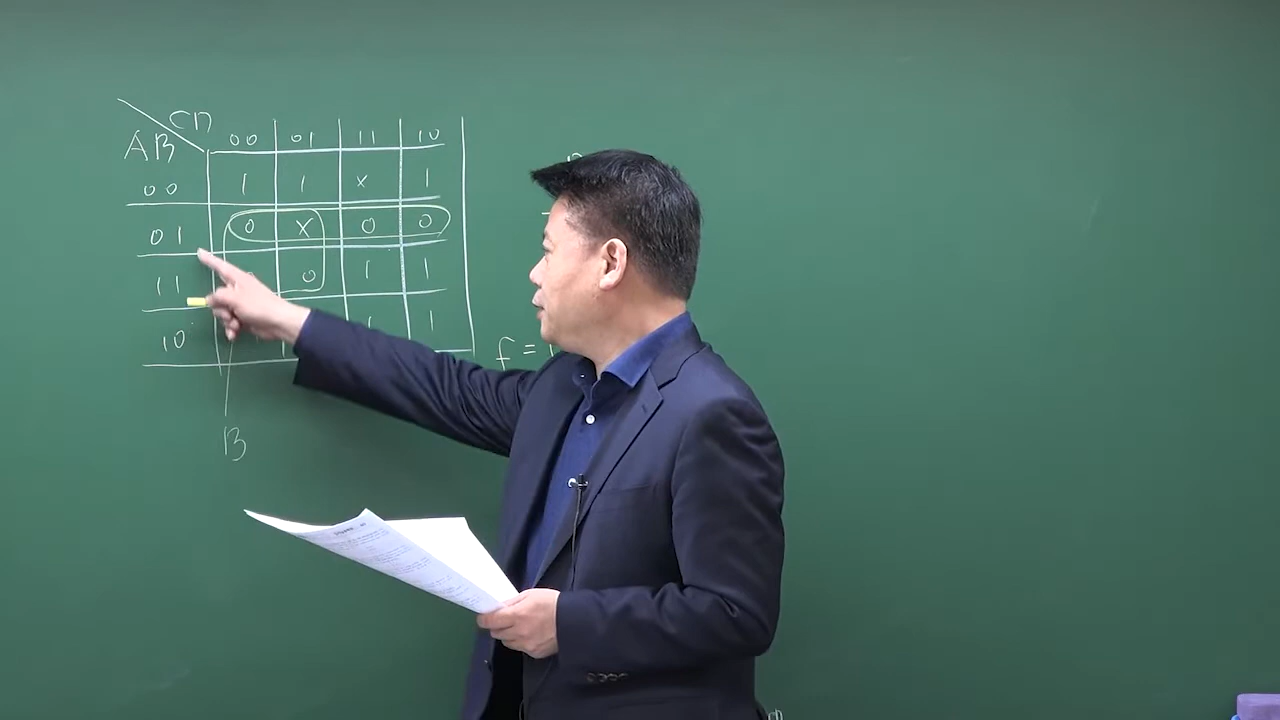 CD
AB
00 01 11 10
00 1 1 x 1
01 0 x 0 0
11 0 1 1
10 1 1 1
f =
B